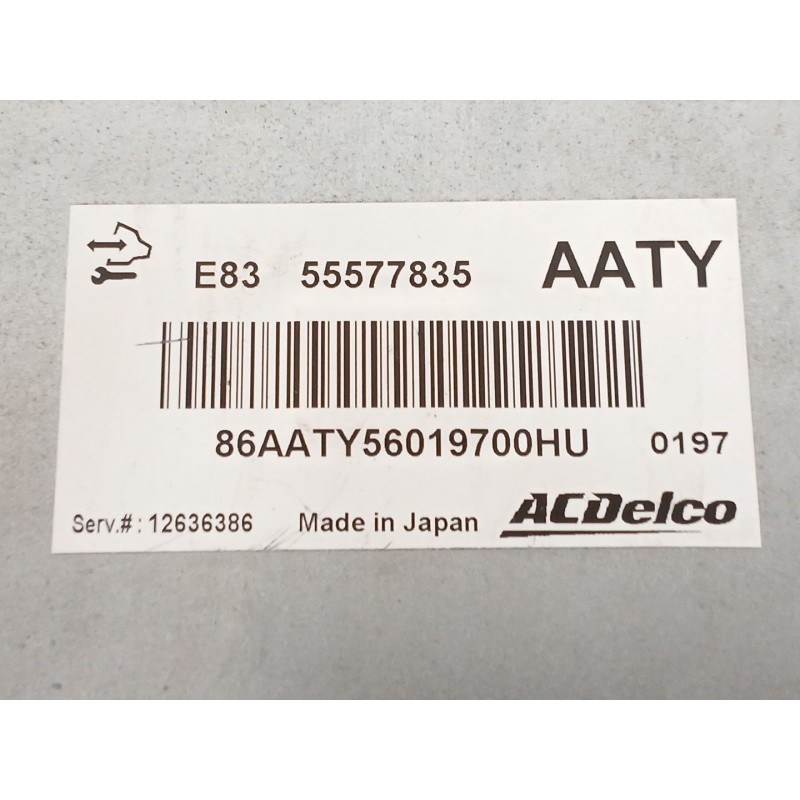 E83 55577835 AATY
86AATY56019700HU 0197
Serv.#: 12636386 Made in Japan ACDelco